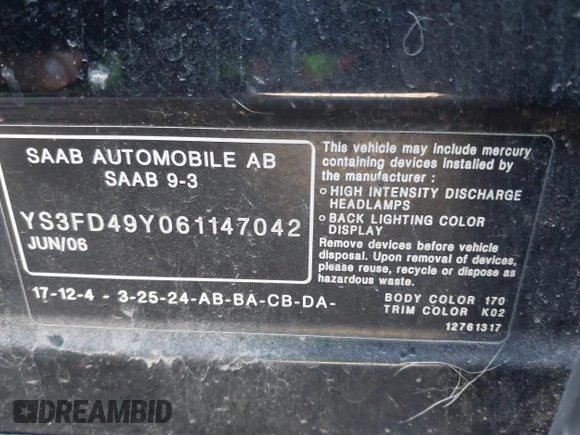 SAAB AUTOMOBILE AB
SAAB 9-3
YS3FD49Y061147042
JUN/06
17-12-4 - 3-25-24-AB-BA-CB-DA-
This vehicle may include mercury
containing devices installed by
the manufacturer :
o HIGH INTENSITY DISCHARGE
HEADLAMPS
o BACK LIGHTING COLOR
DISPLAY
Remove devices before vehicle
disposal. Upon removal of devices,
please reuse, recycle or dispose as
hazardous waste.
BODY COLOR 170
TRIM COLOR K02
12761317
DREAMBID